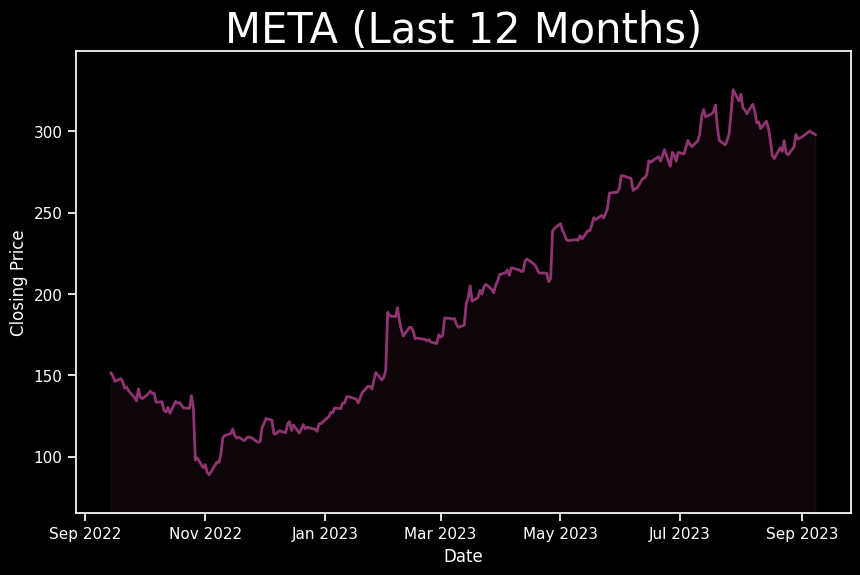 META (Last 12 Months)
Closing Price
300
250
200
150
100
Sep 2022 Nov 2022 Jan 2023 Mar 2023 May 2023 Jul 2023 Sep 2023
Date